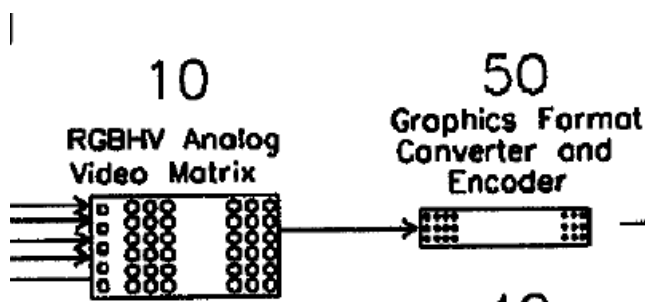 10
RGBHV Analog
Video Matrix
50
Graphics Format
Converter and
Encoder